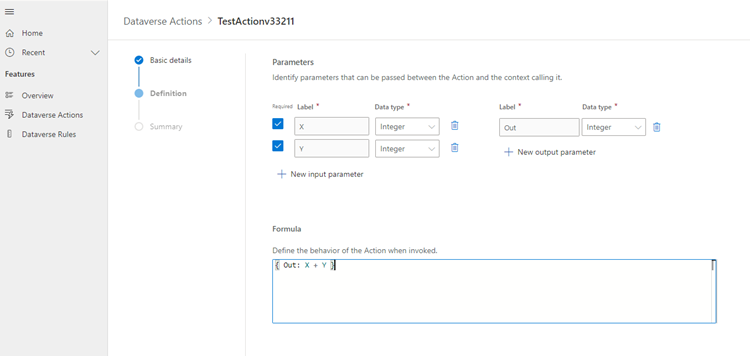 Dataverse Actions > TestActionv33211
Home
Recent
Features
Overview
Dataverse Actions
Dataverse Rules
Basic details
Definition
Summary
Parameters
Identify parameters that can be passed between the Action and the context calling it.
Required Label * Data type * Label * Data type *
X Integer Out Integer
Y Integer + New output parameter
+ New input parameter
Formula
Define the behavior of the Action when invoked.
{ Out: X + Y }